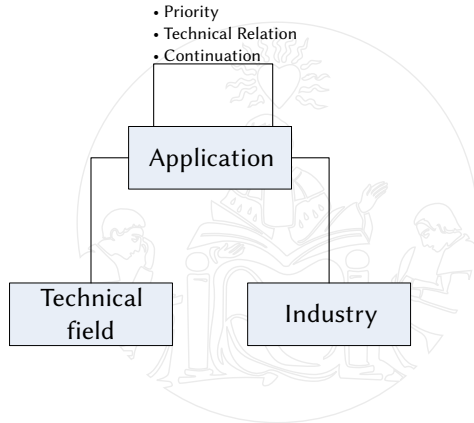 • Priority
• Technical Relation
• Continuation
Application
Technical
field
Industry